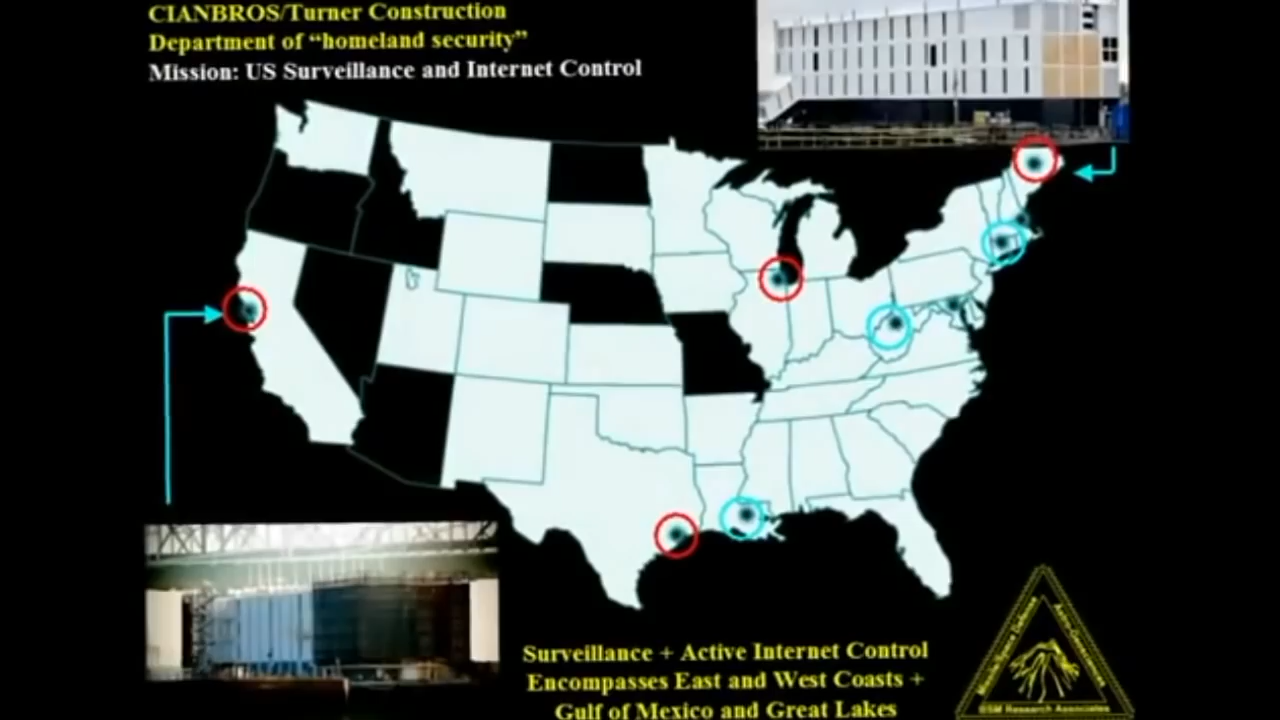 CIANBROS/Turner Construction
Department of “homeland security”
Mission: US Surveillance and Internet Control
Surveillance + Active Internet Control
Encompasses East and West Coasts +
Gulf of Mexico and Great Lakes
BSM Research Associates